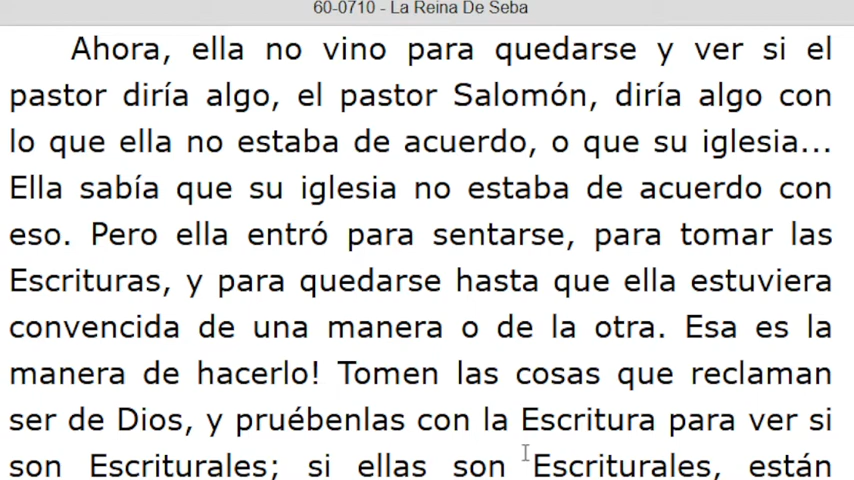 60-0710 - La Reina De Seba
Ahora, ella no vino para quedarse y ver si el
pastor diría algo, el pastor Salomón, diría algo con
lo que ella no estaba de acuerdo, o que su iglesia...
Ella sabía que su iglesia no estaba de acuerdo con
eso. Pero ella entró para sentarse, para tomar las
Escrituras, y para quedarse hasta que ella estuviera
convencida de una manera o de la otra. Esa es la
manera de hacerlo! Tomen las cosas que reclaman
ser de Dios, y pruébenlas con la Escritura para ver si
son Escriturales; si ellas son Escriturales, están